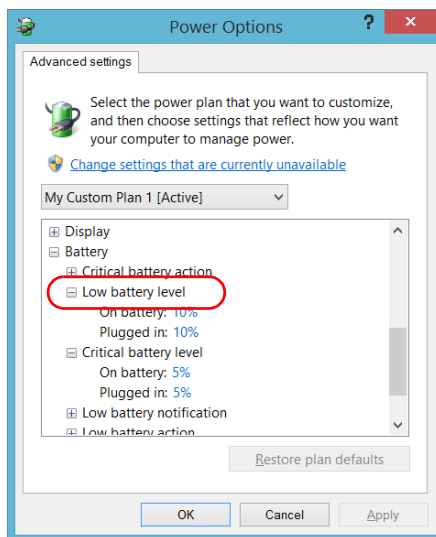 Power Options
?
Advanced settings
Select the power plan that you want to customize,
and then choose settings that reflect how you want
your computer to manage power.
Change settings that are currently unavailable
My Custom Plan 1 [Active]
Display
Battery
Critical battery action
Low battery level
On battery: 10%
Plugged in: 10%
Critical battery level
On battery: 5%
Plugged in: 5%
Low battery notification
Low battery action
Restore plan defaults
OK Cancel Apply